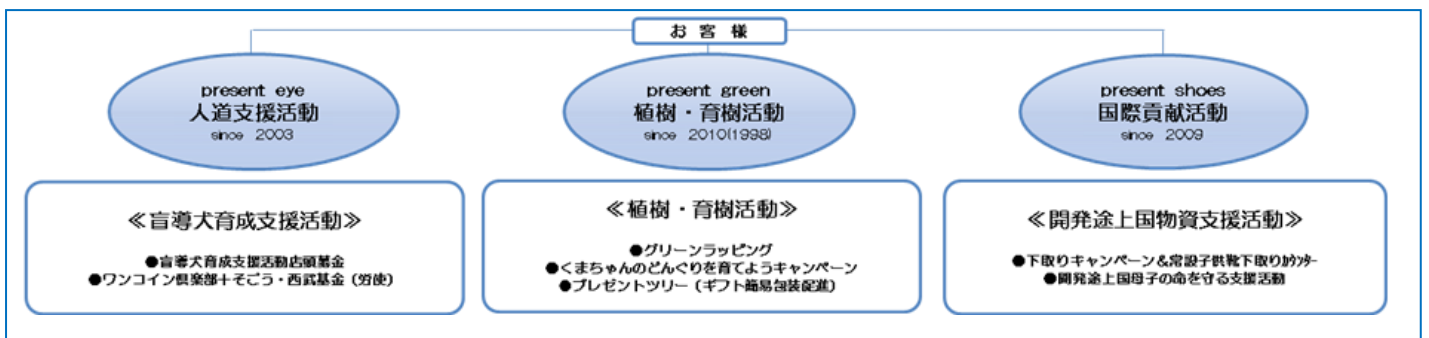 お 客 様
present eye
人道支援活動
since 2003
present green
植樹・育樹活動
since 2010(1998)
present shoes
国際貢献活動
since 2009
≪盲導犬育成支援活動≫
●盲導犬育成支援活動店頭募金
●ワンコイン倶楽部＋そごう・西武基金（労使）
≪植樹・育樹活動≫
●グリーンラッピング
●くまちゃんのどんぐりを育てようキャンペーン
●プレゼントツリー（ギフト簡易包装促進）
≪開発途上国物資支援活動≫
●下取りキャンペーン＆常設子供靴下取りｶｳﾝﾀｰ
●開発途上国母子の命を守る支援活動